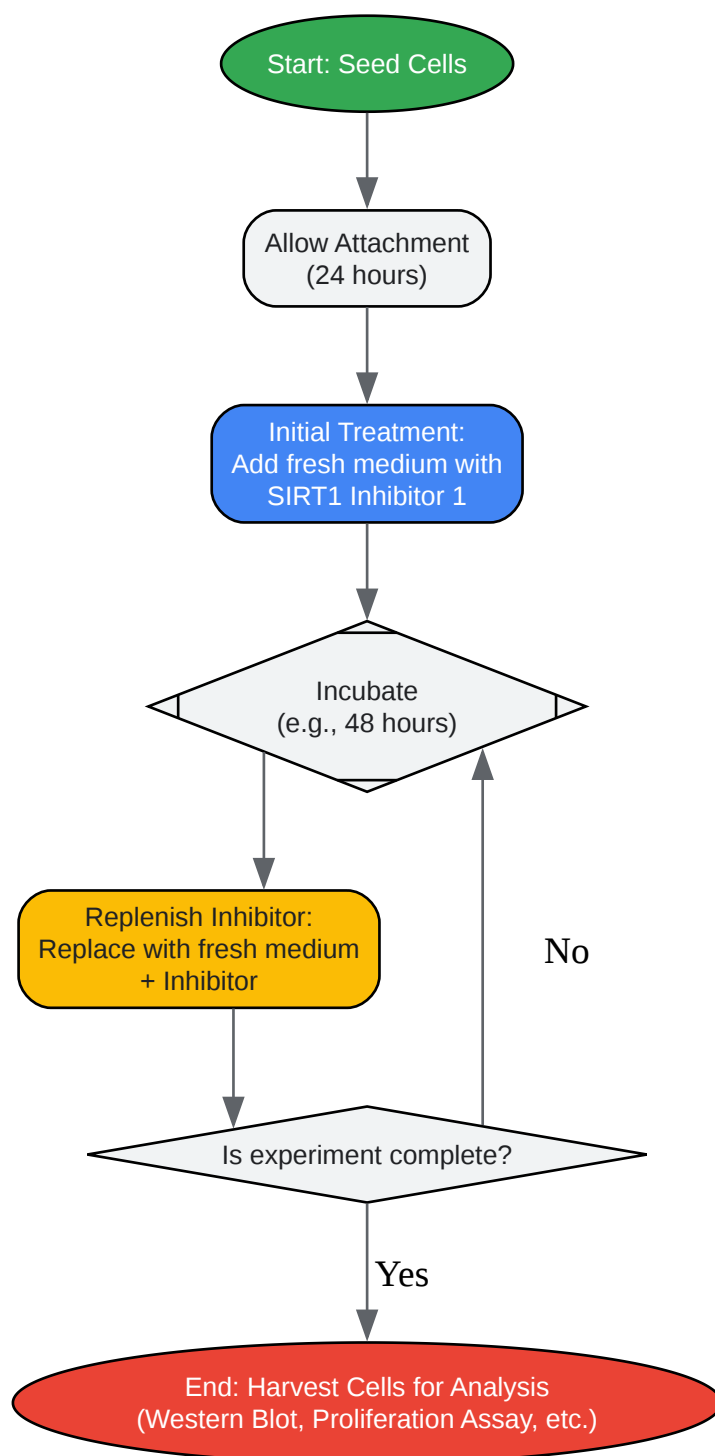 Start: Seed Cells
Allow Attachment
(24 hours)
Initial Treatment:
Add fresh medium with
SIRT1 Inhibitor 1
Incubate
(e.g., 48 hours)
Replenish Inhibitor:
Replace with fresh medium
+ Inhibitor
No
Is experiment complete?
Yes
End: Harvest Cells for Analysis
(Western Blot, Proliferation Assay, etc.)